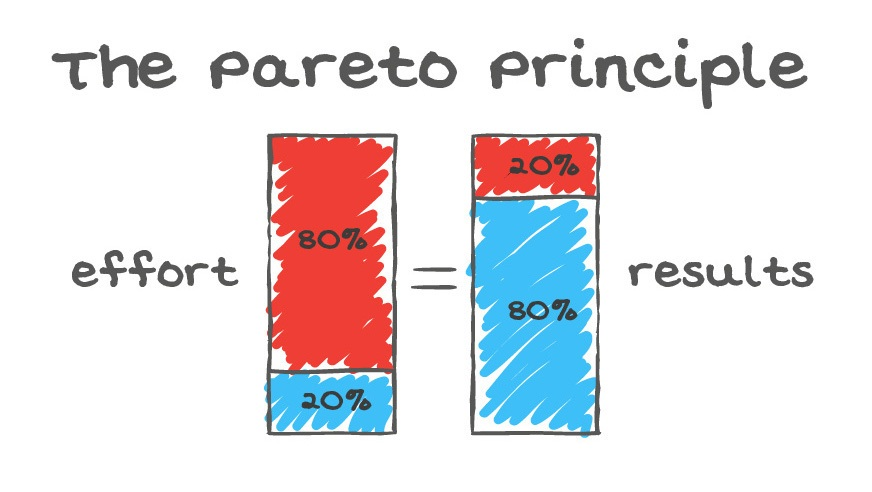 The Pareto Principle
20%
80%
effort
=
results
80%
20%